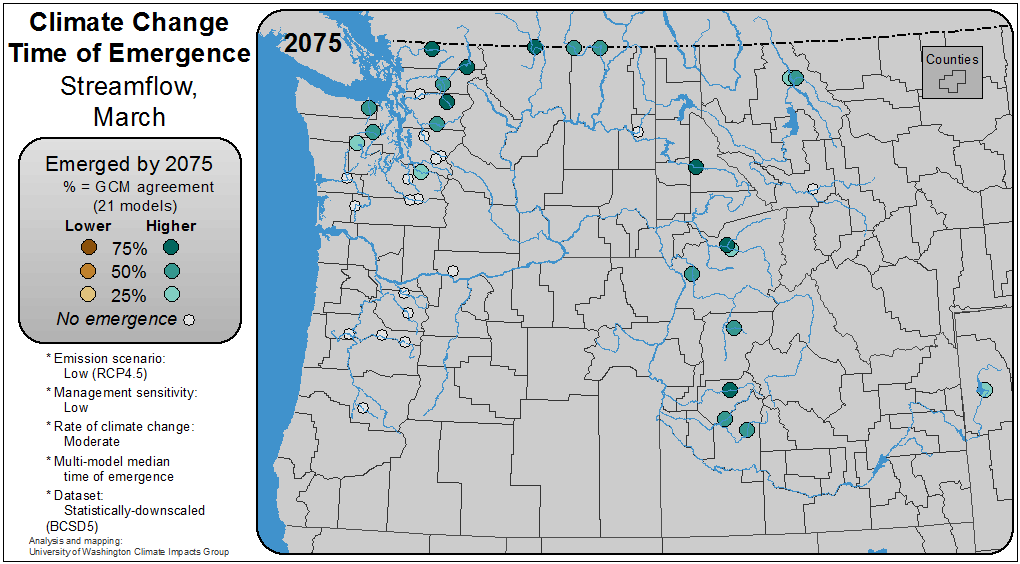 Climate Change
Time of Emergence
Streamflow,
March
Emerged by 2075
% = GCM agreement
(21 models)
Lower Higher
75%
50%
25%
No emergence
* Emission scenario:
Low (RCP4.5)
* Management sensitivity:
Low
* Rate of climate change:
Moderate
* Multi-model median
time of emergence
* Dataset:
Statistically-downscaled
(BCSD5)
Analysis and mapping:
University of Washington Climate Impacts Group
2075
Counties